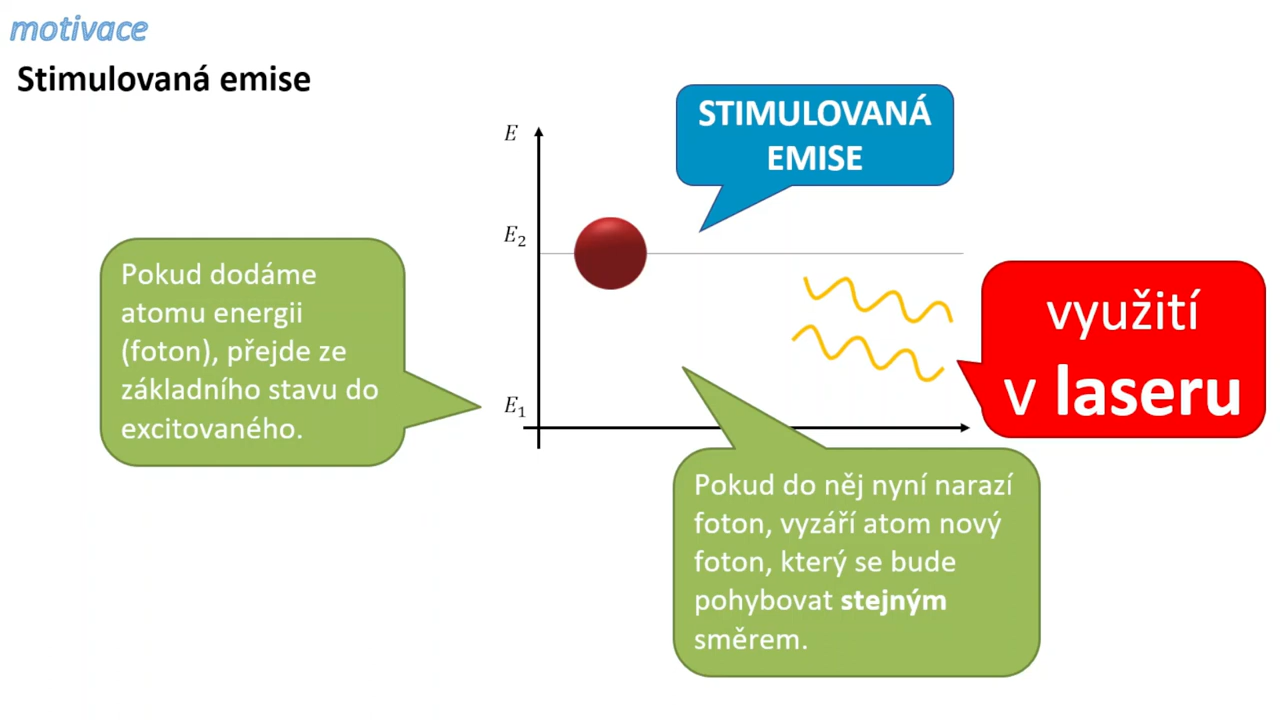 motivace
Stimulovaná emise
STIMULOVANÁ
EMISE
E
E₂
E₁
Pokud dodáme
atomu energii
(foton), přejde ze
základního stavu do
excitovaného.
využití
v laseru
Pokud do něj nyní narazí
foton, vyzáří atom nový
foton, který se bude
pohybovat stejným
směrem.